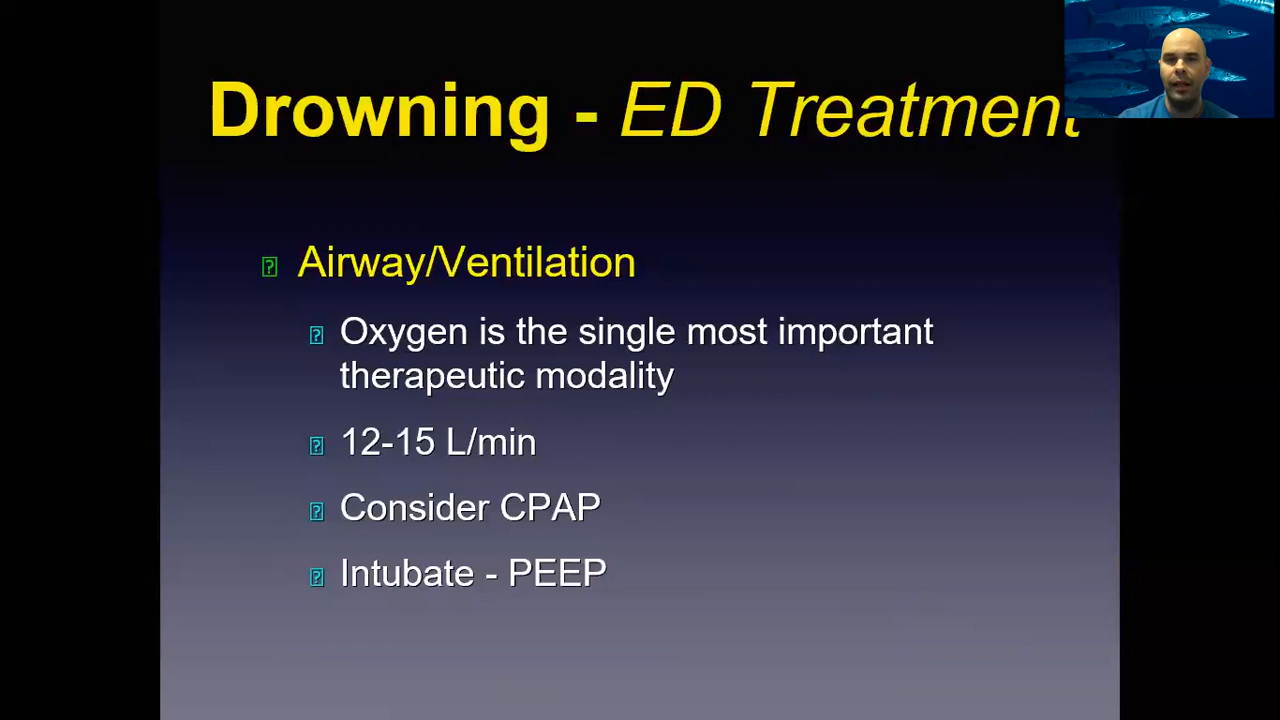 Drowning - ED Treatment
Airway/Ventilation
Oxygen is the single most important
therapeutic modality
12-15 L/min
Consider CPAP
Intubate - PEEP